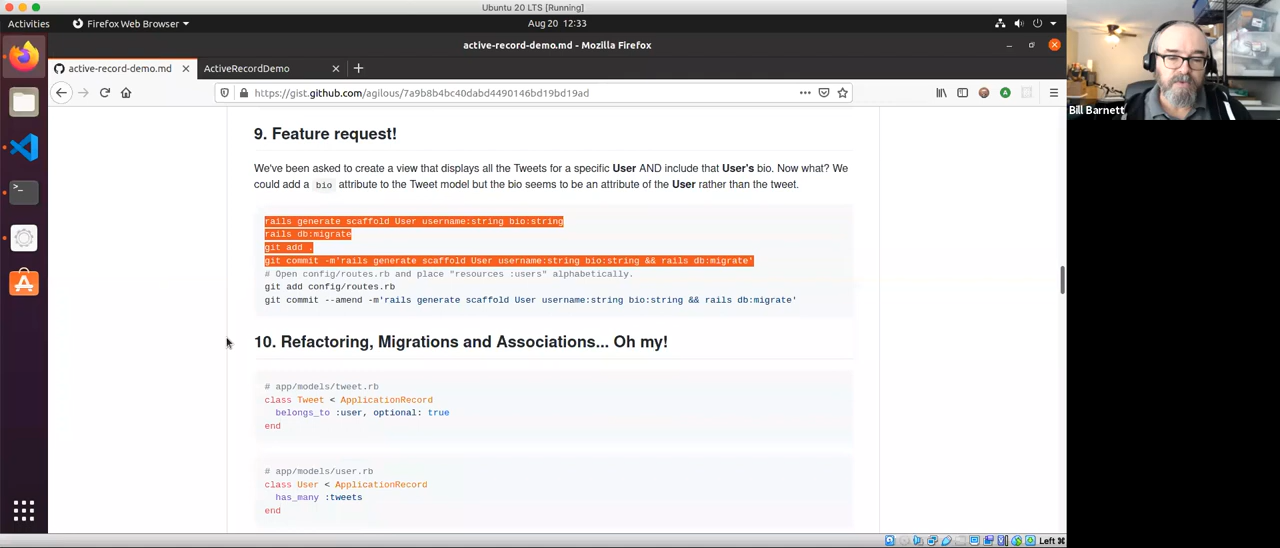 Ubuntu 20 LTS [Running]
Activities
Firefox Web Browser
Aug 20 12:33
active-record-demo.md - Mozilla Firefox
active-record-demo.md
ActiveRecordDemo
https://gist.github.com/agilous/7a9b8b4bc40dabd4490146bd19bd19ad
9. Feature request!
We've been asked to create a view that displays all the Tweets for a specific User AND include that User's bio. Now what? We
could add a bio attribute to the Tweet model but the bio seems to be an attribute of the User rather than the tweet.
rails generate scaffold User username:string bio:string
rails db:migrate
git add .
git commit -m'rails generate scaffold User username:string bio:string && rails db:migrate'
# Open config/routes.rb and place "resources :users" alphabetically.
git add config/routes.rb
git commit --amend -m'rails generate scaffold User username:string bio:string && rails db:migrate'
10. Refactoring, Migrations and Associations... Oh my!
# app/models/tweet.rb
class Tweet < ApplicationRecord
belongs_to :user, optional: true
end
# app/models/user.rb
class User < ApplicationRecord
has_many :tweets
end
Bill Barnett
Left ⌘